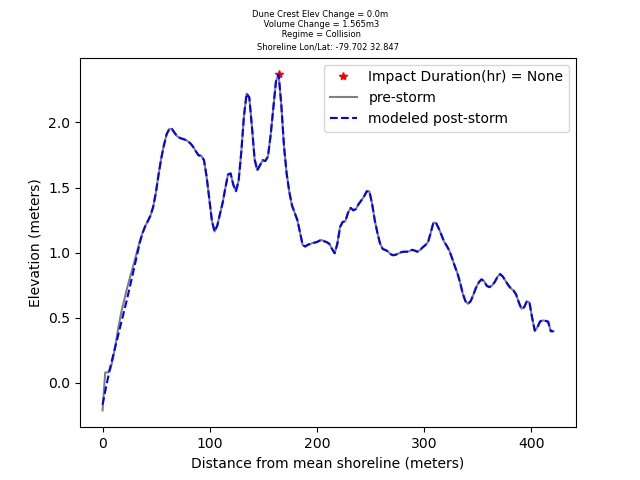 Dune Crest Elev Change = 0.0m
Volume Change = 1.565m3
Regime = Collision
Shoreline Lon/Lat: -79.702 32.847
Impact Duration(hr) = None
pre-storm
modeled post-storm
Elevation (meters)
2.0
1.5
1.0
0.5
0.0
0 100 200 300 400
Distance from mean shoreline (meters)